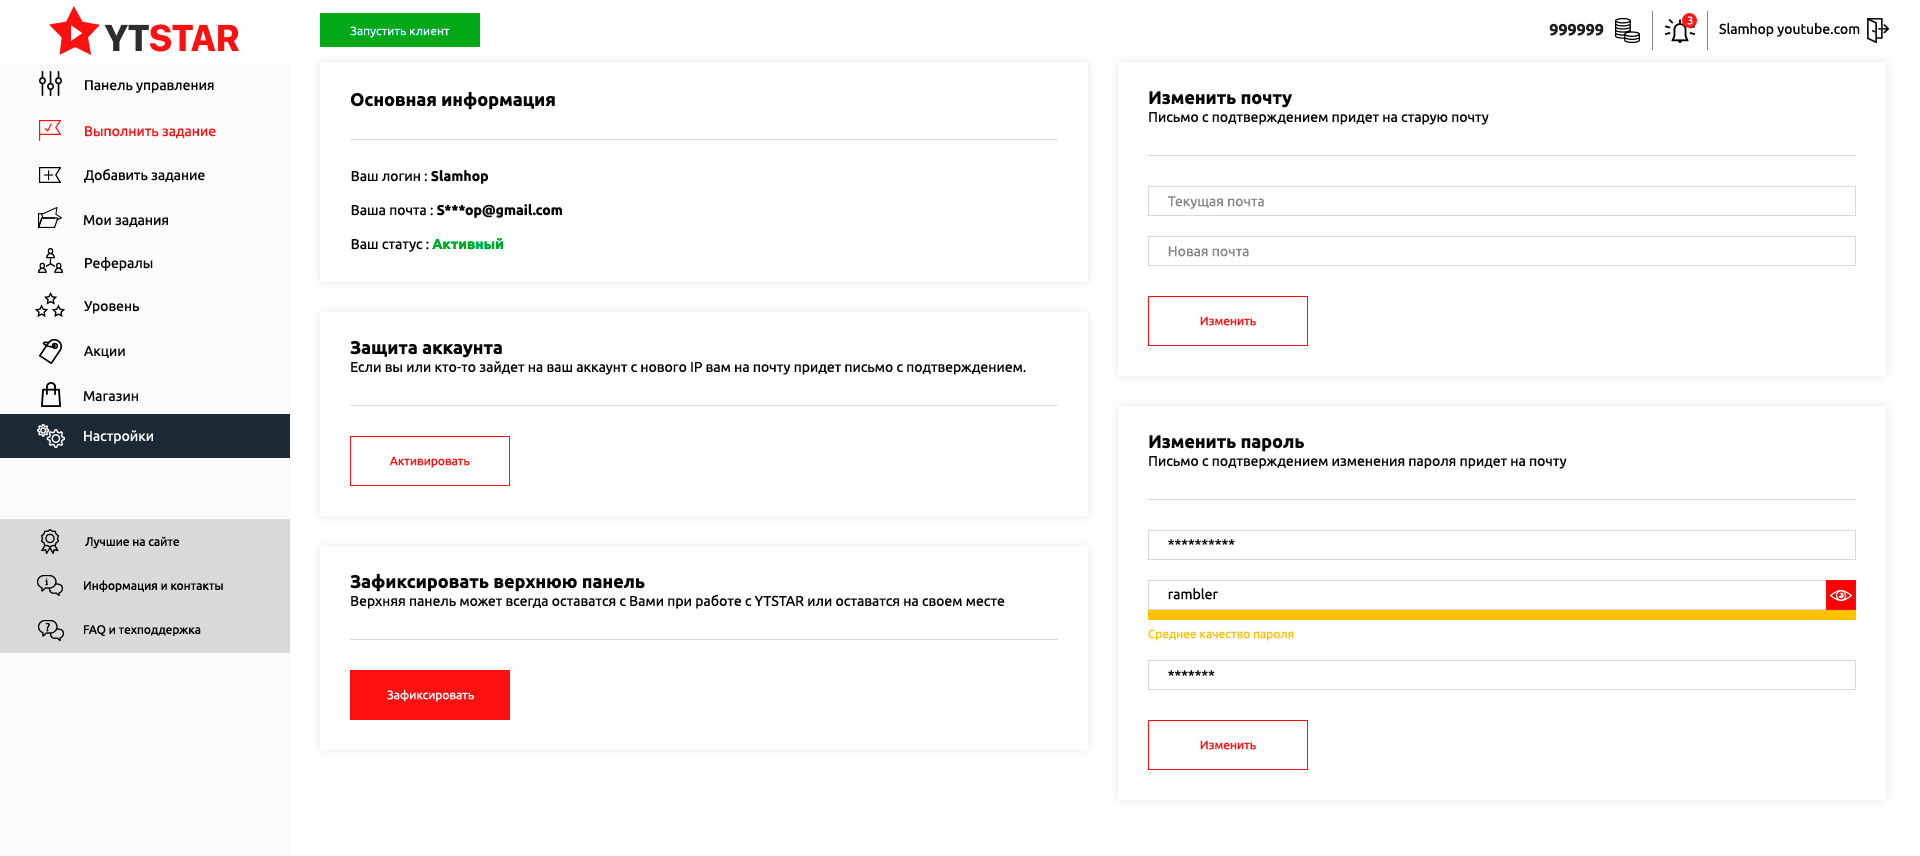 YTSTAR
Запустить клиент
999999
3
Slamhop youtube.com
Панель управления
Выполнить задание
Добавить задание
Мои задания
Рефералы
Уровень
Акции
Магазин
Настройки
Лучшие на сайте
Информация и контакты
FAQ и техподдержка
Основная информация
Ваш логин : Slamhop
Ваша почта : S***op@gmail.com
Ваш статус : Активный
Защита аккаунта
Если вы или кто-то зайдет на ваш аккаунт с нового IP вам на почту придет письмо с подтверждением.
Активировать
Зафиксировать верхнюю панель
Верхняя панель может всегда оставатся с Вами при работе с YTSTAR или оставатся на своем месте
Зафиксировать
Изменить почту
Письмо с подтверждением придет на старую почту
Текущая почта
Новая почта
Изменить
Изменить пароль
Письмо с подтверждением изменения пароля придет на почту
**********
rambler
Среднее качество пароля
*******
Изменить